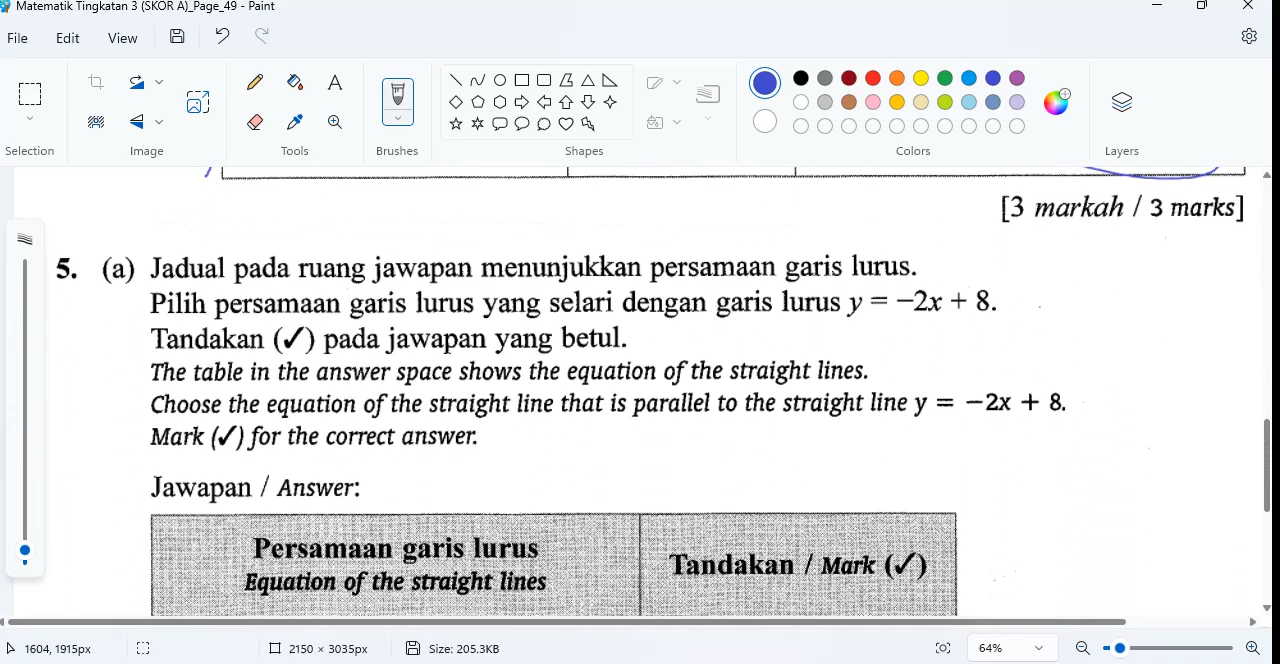 Matematik Tingkatan 3 (SKOR A)_Page_49 - Paint
File Edit View
Selection Image Tools Brushes Shapes Colors Layers
[3 markah / 3 marks]
5. (a) Jadual pada ruang jawapan menunjukkan persamaan garis lurus.
Pilih persamaan garis lurus yang selari dengan garis lurus y = −2x + 8.
Tandakan (✓) pada jawapan yang betul.
The table in the answer space shows the equation of the straight lines.
Choose the equation of the straight line that is parallel to the straight line y = −2x + 8.
Mark (✓) for the correct answer.
Jawapan / Answer:
Persamaan garis lurus
Equation of the straight lines
Tandakan / Mark (✓)
1604, 1915px 2150 × 3035px Size: 205.3KB 64%